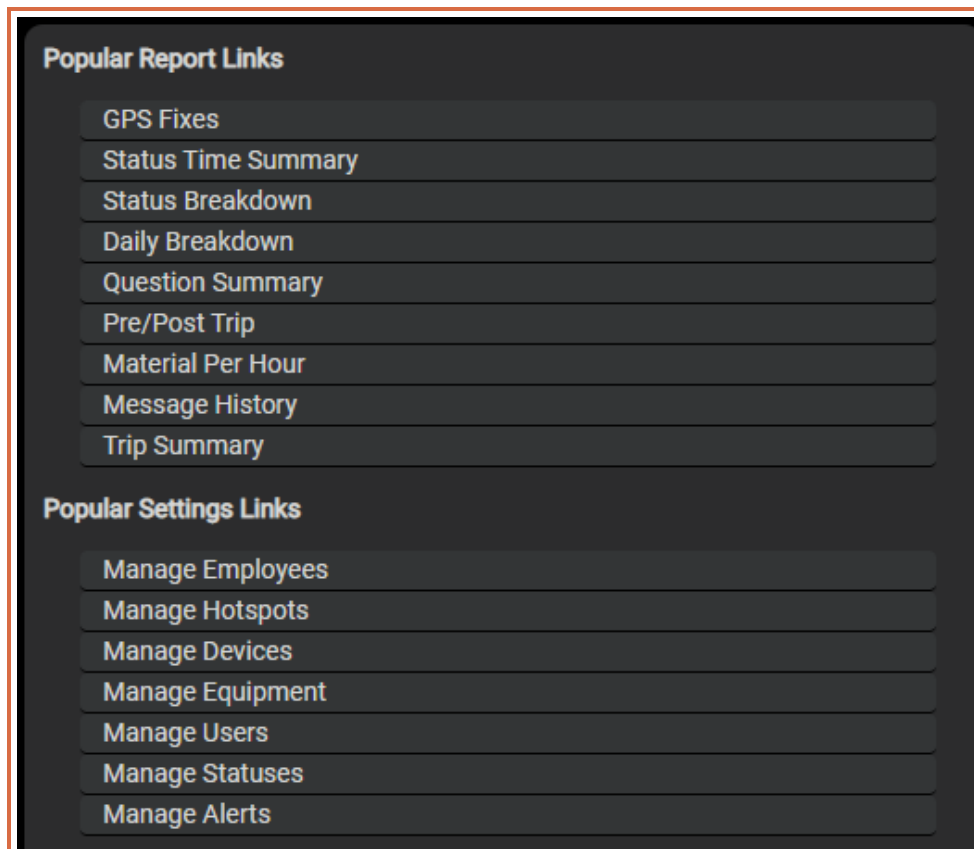 Popular Report Links
GPS Fixes
Status Time Summary
Status Breakdown
Daily Breakdown
Question Summary
Pre/Post Trip
Material Per Hour
Message History
Trip Summary
Popular Settings Links
Manage Employees
Manage Hotspots
Manage Devices
Manage Equipment
Manage Users
Manage Statuses
Manage Alerts